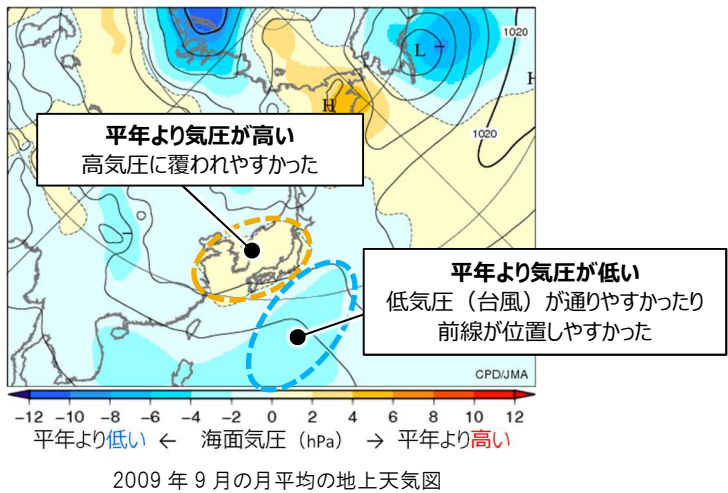 1020
L
H
H
1020
平年より気圧が高い
高気圧に覆われやすかった
平年より気圧が低い
低気圧（台風）が通りやすかったり
前線が位置しやすかった
CPD/JMA
-12 -10 -8 -6 -4 -2 0 2 4 6 8 10 12
平年より低い ← 海面気圧（hPa） → 平年より高い
2009 年 9 月の月平均の地上天気図